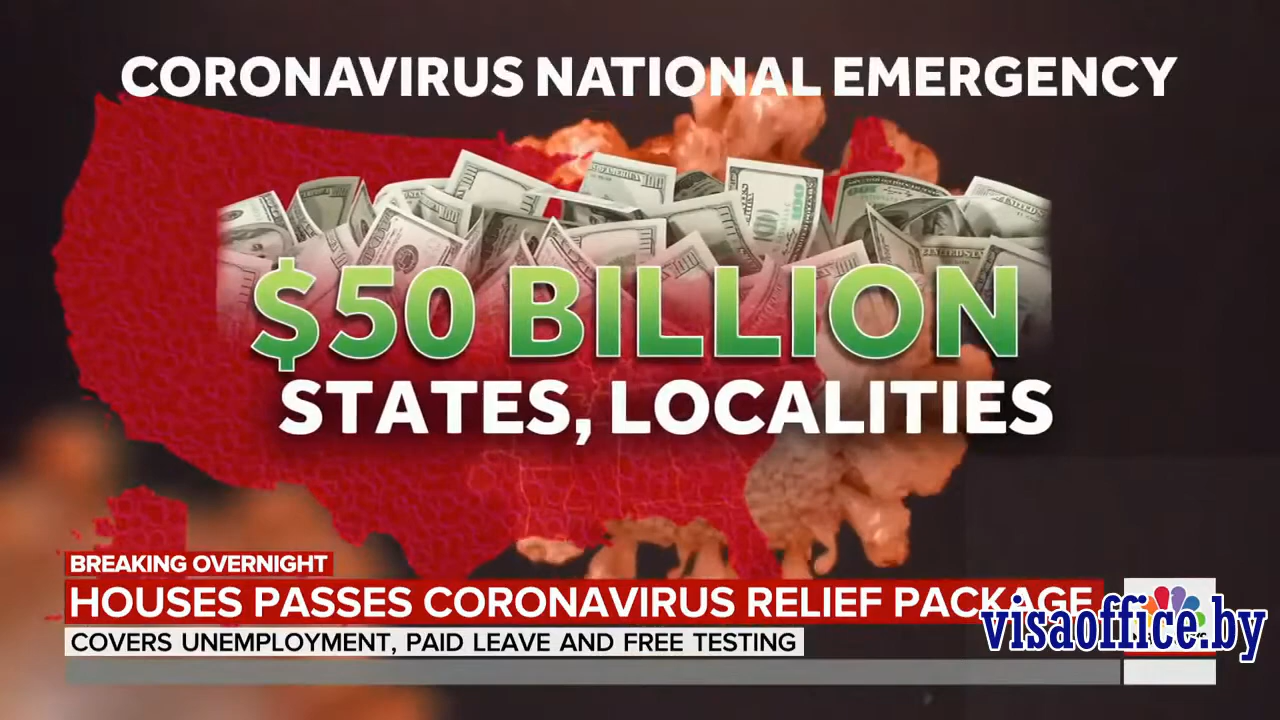 CORONAVIRUS NATIONAL EMERGENCY
$50 BILLION
STATES, LOCALITIES
BREAKING OVERNIGHT
HOUSES PASSES CORONAVIRUS RELIEF PACKAGE
COVERS UNEMPLOYMENT, PAID LEAVE AND FREE TESTING
visaoffice.by